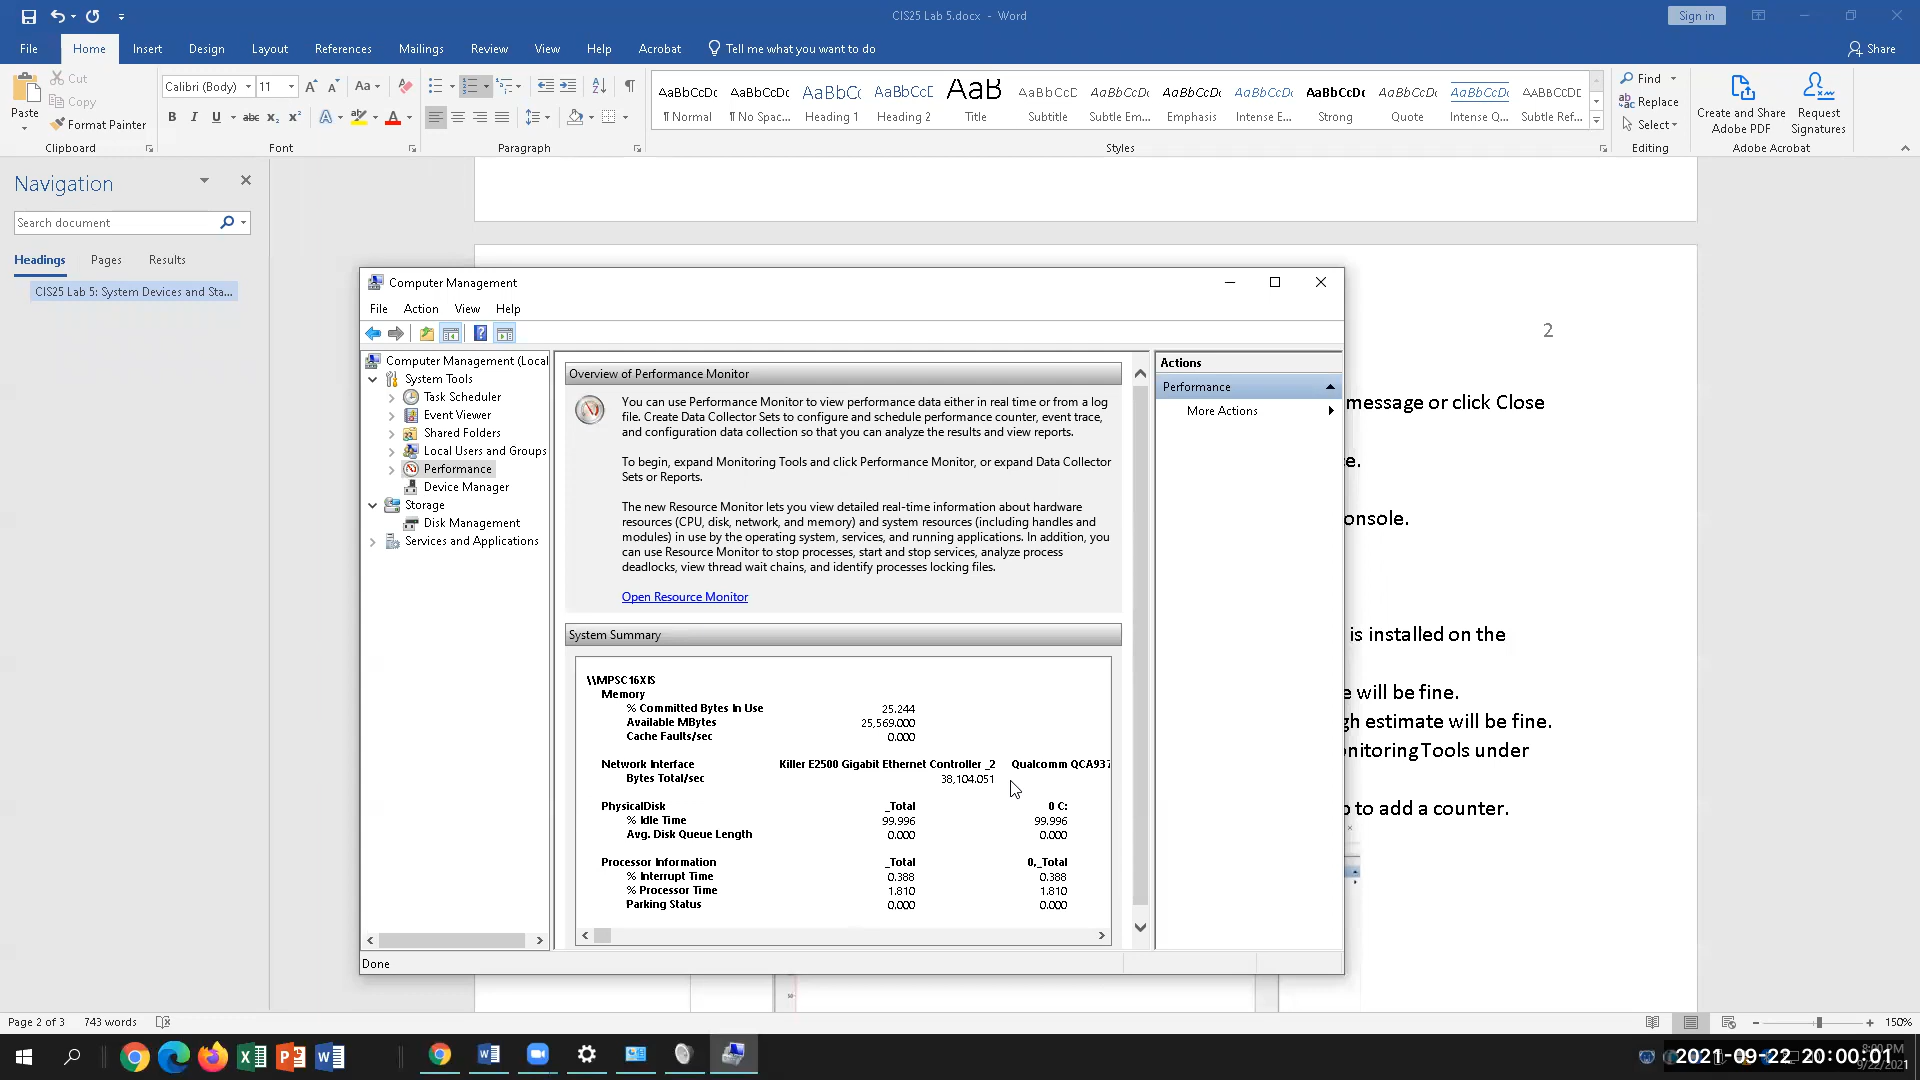 CIS25 Lab 5.docx - Word
Sign in
File Home Insert Design Layout References Mailings Review View Help Acrobat Tell me what you want to do
Share
Paste
Cut
Copy
Format Painter
Clipboard
Calibri (Body) 11
Font
Paragraph
AaBbCcDc AaBbCcDc AaBbC( AaBbCcE AaB AaBbCcD AaBbCcDc AaBbCcDc AaBbCcDc AaBbCcDc AaBbCcDc AaBbCcDc AABBCCDE
¶ Normal ¶ No Spac... Heading 1 Heading 2 Title Subtitle Subtle Em... Emphasis Intense E... Strong Quote Intense Q... Subtle Ref...
Styles
Find
Replace
Select
Editing
Create and Share
Adobe PDF
Request
Signatures
Adobe Acrobat
Navigation
Search document
Headings Pages Results
CIS25 Lab 5: System Devices and Sta...
Computer Management
File Action View Help
Computer Management (Local
System Tools
Task Scheduler
Event Viewer
Shared Folders
Local Users and Groups
Performance
Device Manager
Storage
Disk Management
Services and Applications
Overview of Performance Monitor
You can use Performance Monitor to view performance data either in real time or from a log
file. Create Data Collector Sets to configure and schedule performance counter, event trace,
and configuration data collection so that you can analyze the results and view reports.
To begin, expand Monitoring Tools and click Performance Monitor, or expand Data Collector
Sets or Reports.
The new Resource Monitor lets you view detailed real-time information about hardware
resources (CPU, disk, network, and memory) and system resources (including handles and
modules) in use by the operating system, services, and running applications. In addition, you
can use Resource Monitor to stop processes, start and stop services, analyze process
deadlocks, view thread wait chains, and identify processes locking files.
Open Resource Monitor
System Summary
\\MPSC16XIS
Memory
% Committed Bytes In Use 25.244
Available MBytes 25,569.000
Cache Faults/sec 0.000
Network Interface Killer E2500 Gigabit Ethernet Controller _2 Qualcomm QCA937
Bytes Total/sec 38,104.051
PhysicalDisk _Total 0 C:
% Idle Time 99.996 99.996
Avg. Disk Queue Length 0.000 0.000
Processor Information _Total 0,_Total
% Interrupt Time 0.388 0.388
% Processor Time 1.810 1.810
Parking Status 0.000 0.000
Actions
Performance
More Actions
Done
2
message or click Close
e.
onsole.
is installed on the
e will be fine.
gh estimate will be fine.
onitoring Tools under
to add a counter.
Page 2 of 3 743 words
150%
2021-09-22 20:00:01